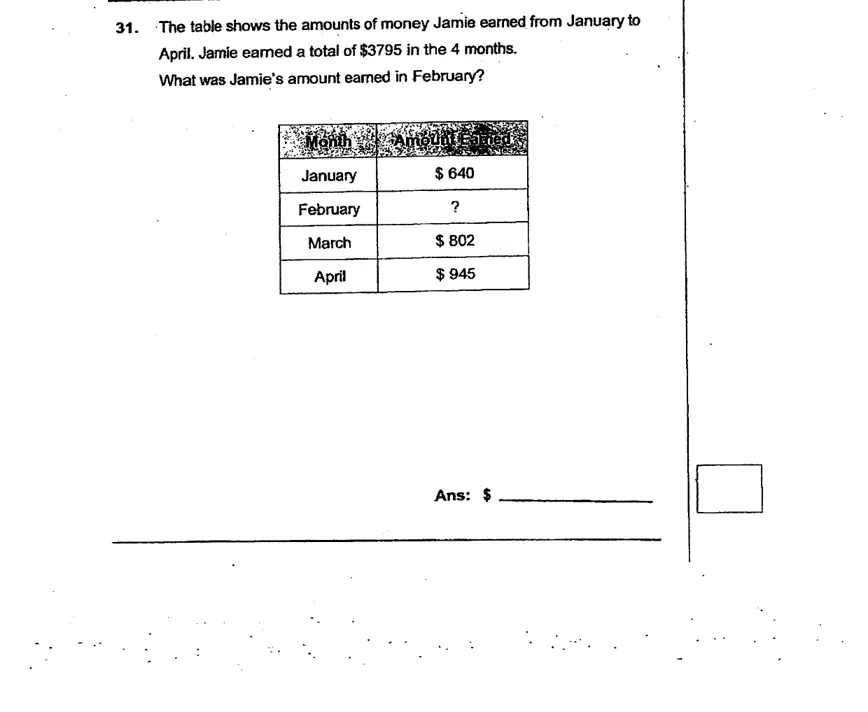 31. The table shows the amounts of money Jamie earned from January to
April. Jamie earned a total of $3795 in the 4 months.
What was Jamie's amount earned in February?
Month Amount Earned
January $ 640
February ?
March $ 802
April $ 945
Ans: $